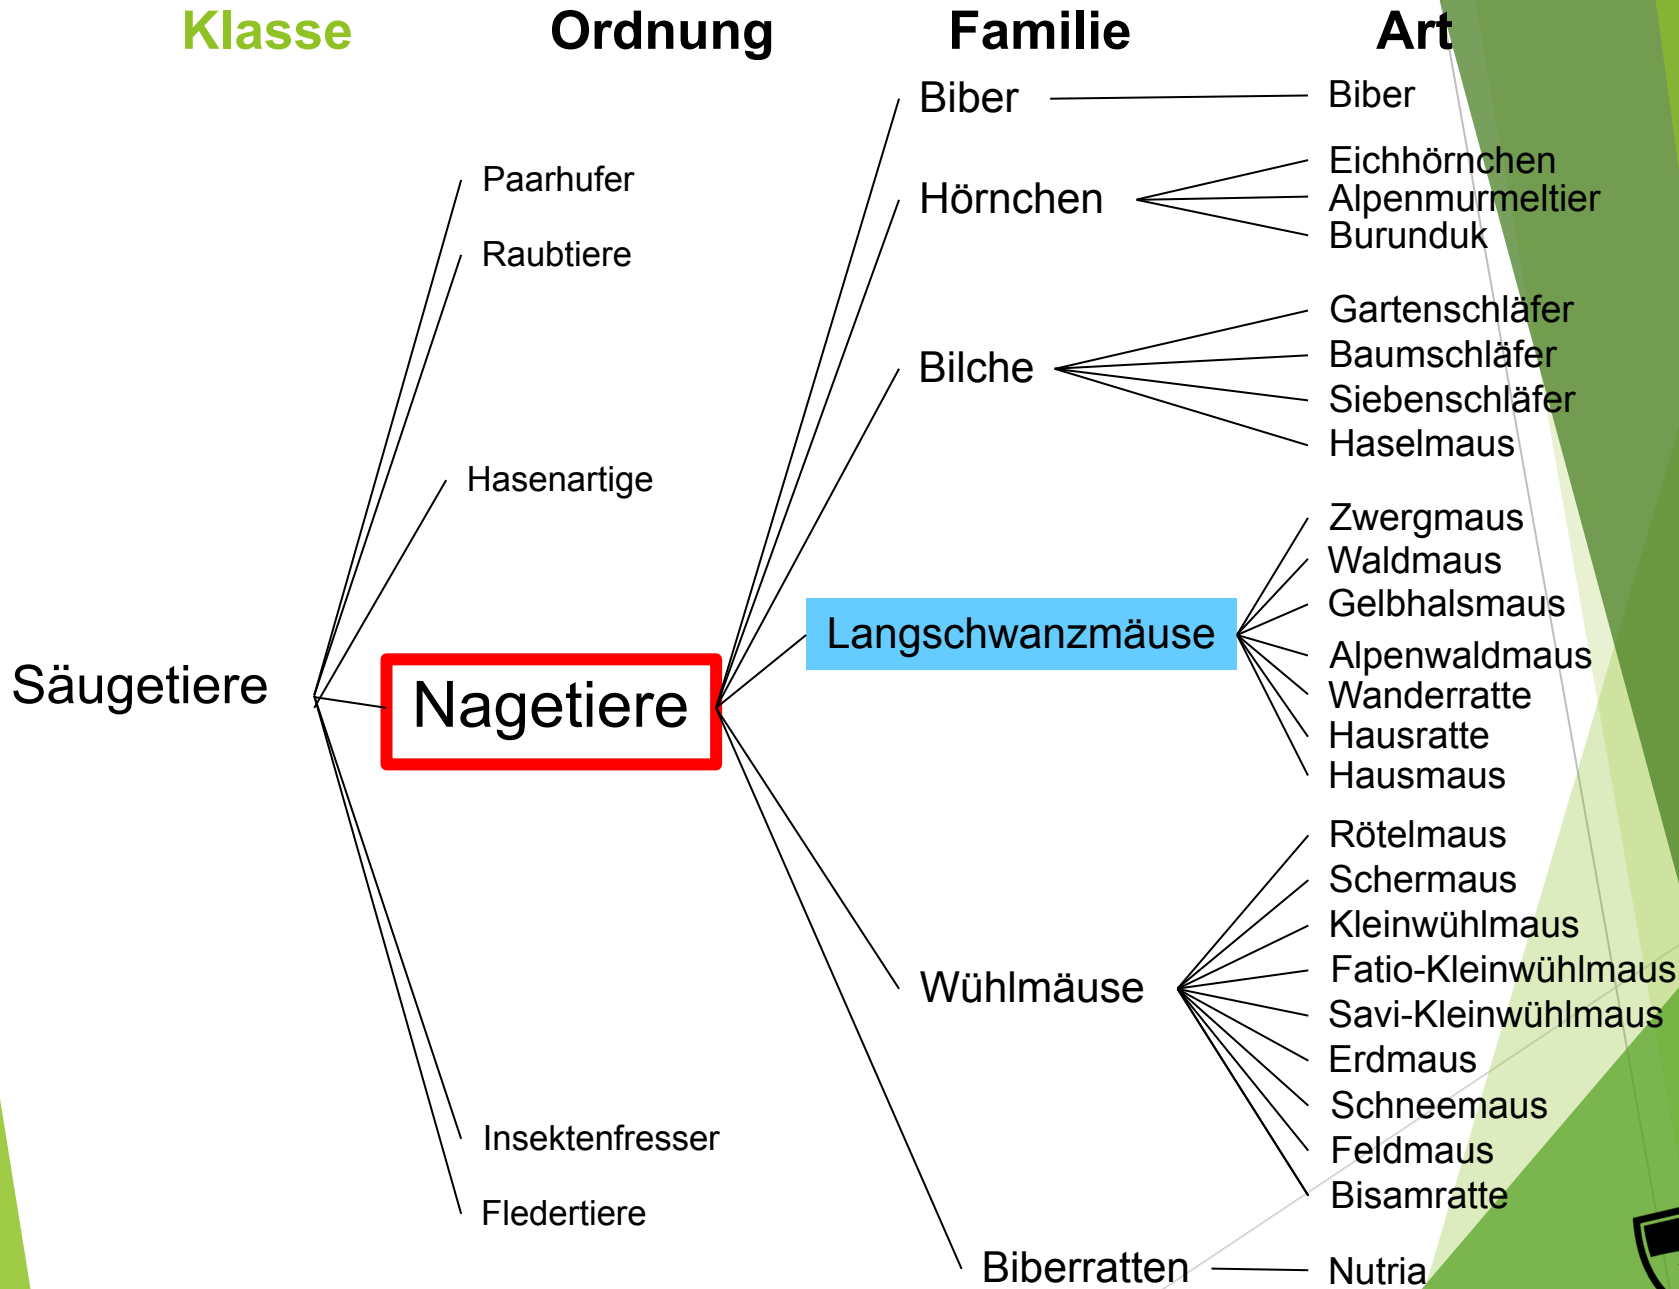 Klasse Ordnung Familie Art
Säugetiere
Paarhufer
Raubtiere
Hasenartige
Nagetiere
Insektenfresser
Fledertiere
Biber
Hörnchen
Bilche
Langschwanzmäuse
Wühlmäuse
Biberratten
Biber
Eichhörnchen
Alpenmurmeltier
Burunduk
Gartenschläfer
Baumschläfer
Siebenschläfer
Haselmaus
Zwergmaus
Waldmaus
Gelbhalsmaus
Alpenwaldmaus
Wanderratte
Hausratte
Hausmaus
Rötelmaus
Schermaus
Kleinwühlmaus
Fatio-Kleinwühlmaus
Savi-Kleinwühlmaus
Erdmaus
Schneemaus
Feldmaus
Bisamratte
Nutria